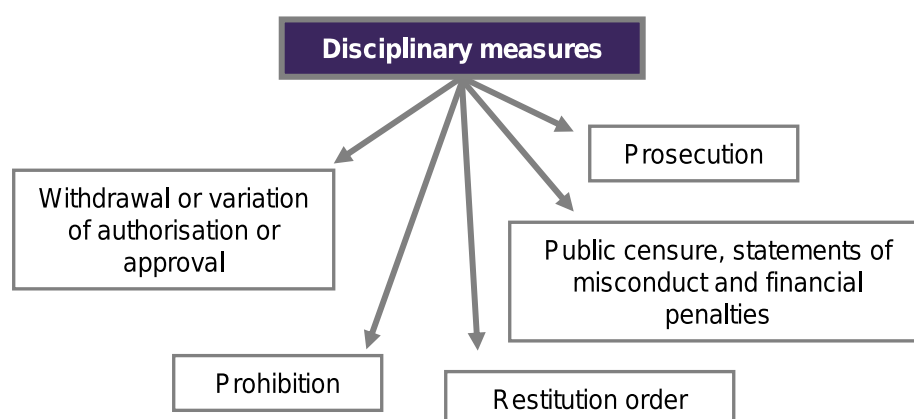 Disciplinary measures
Prosecution
Withdrawal or variation
of authorisation or
approval
Public censure, statements of
misconduct and financial
penalties
Prohibition
Restitution order